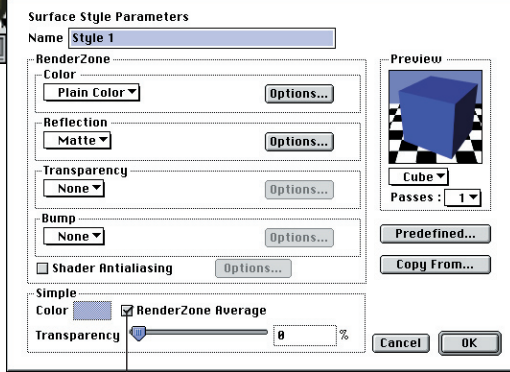 Surface Style Parameters
Name Style 1
RenderZone
Color
Plain Color
Options...
Reflection
Matte
Options...
Transparency
None
Options...
Bump
None
Options...
Shader Antialiasing
Options...
Simple
Color RenderZone Average
Transparency 0 %
Preview
Cube
Passes : 1
Predefined...
Copy From...
Cancel OK